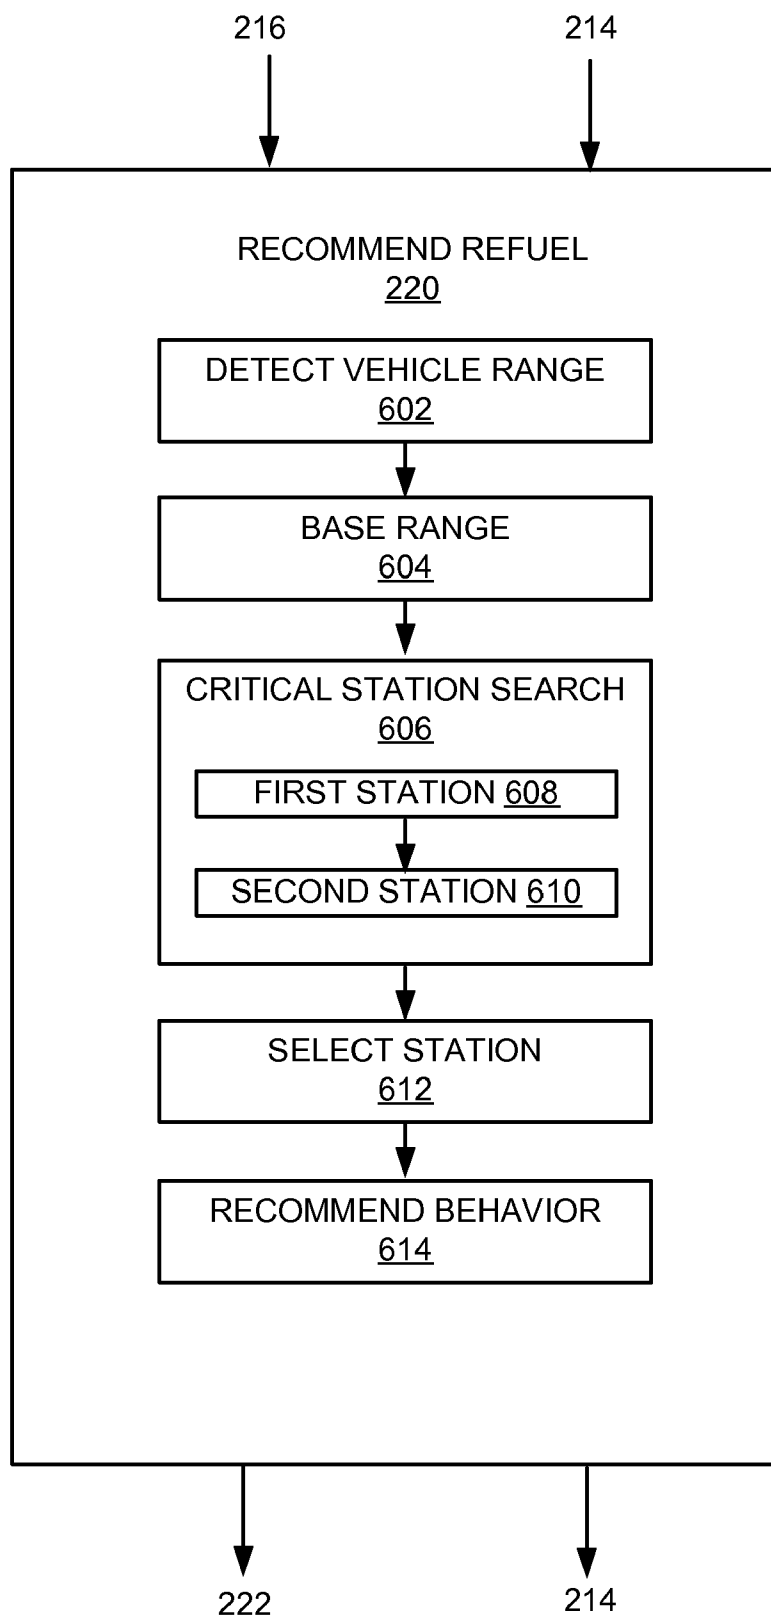 216 214
RECOMMEND REFUEL
220
DETECT VEHICLE RANGE
602
BASE RANGE
604
CRITICAL STATION SEARCH
606
FIRST STATION 608
SECOND STATION 610
SELECT STATION
612
RECOMMEND BEHAVIOR
614
222 214